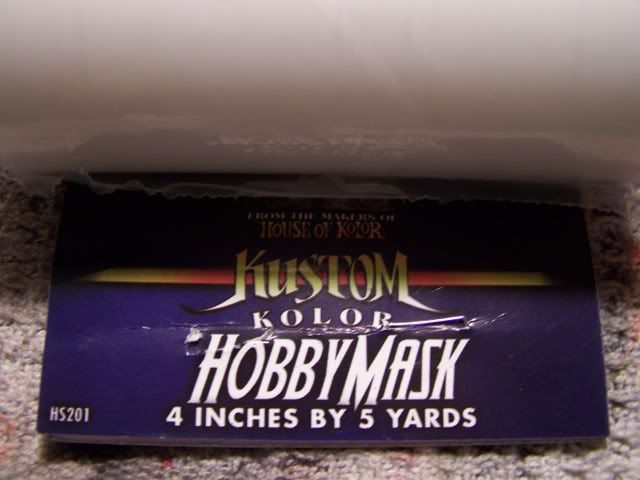 FROM THE MAKERS OF
HOUSE OF KOLOR
KUSTOM
KOLOR
HOBBYMASK
4 INCHES BY 5 YARDS
HS201